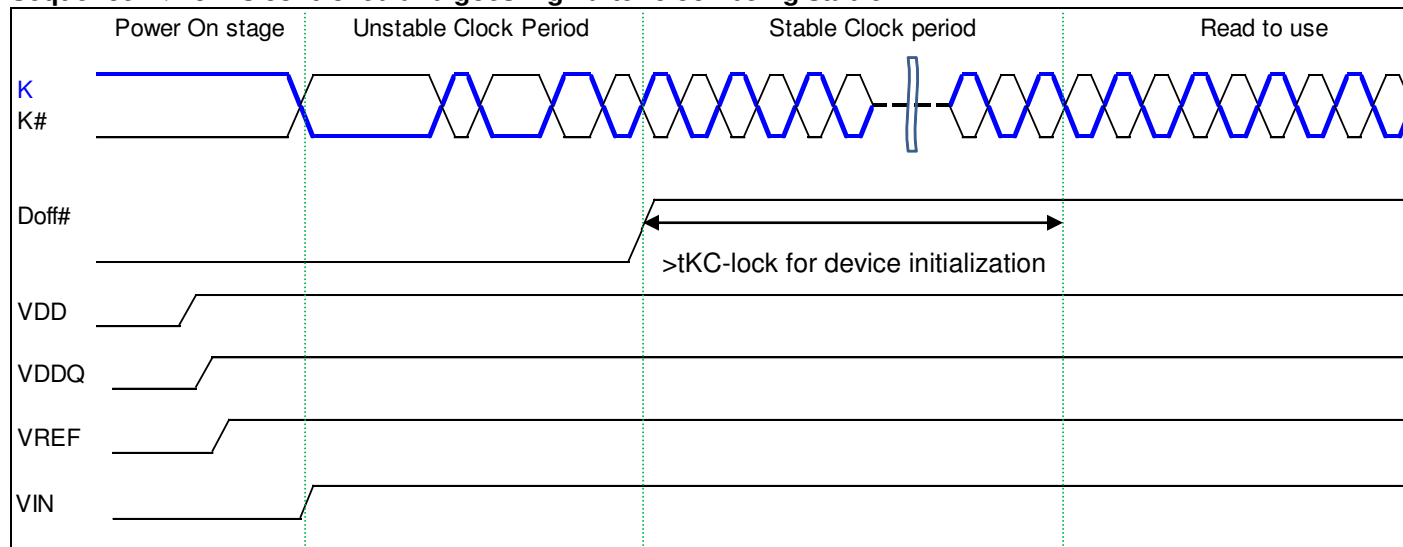 Power On stage Unstable Clock Period Stable Clock period Read to use
K
K#
Doff#
>tKC-lock for device initialization
VDD
VDDQ
VREF
VIN